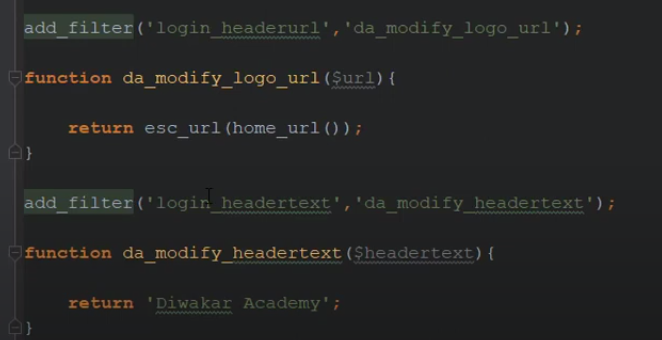 add_filter('login_headerurl','da_modify_logo_url');
function da_modify_logo_url($url){
return esc_url(home_url());
}
add_filter('login_headertext','da_modify_headertext');
function da_modify_headertext($headertext){
return 'Diwakar Academy';
}